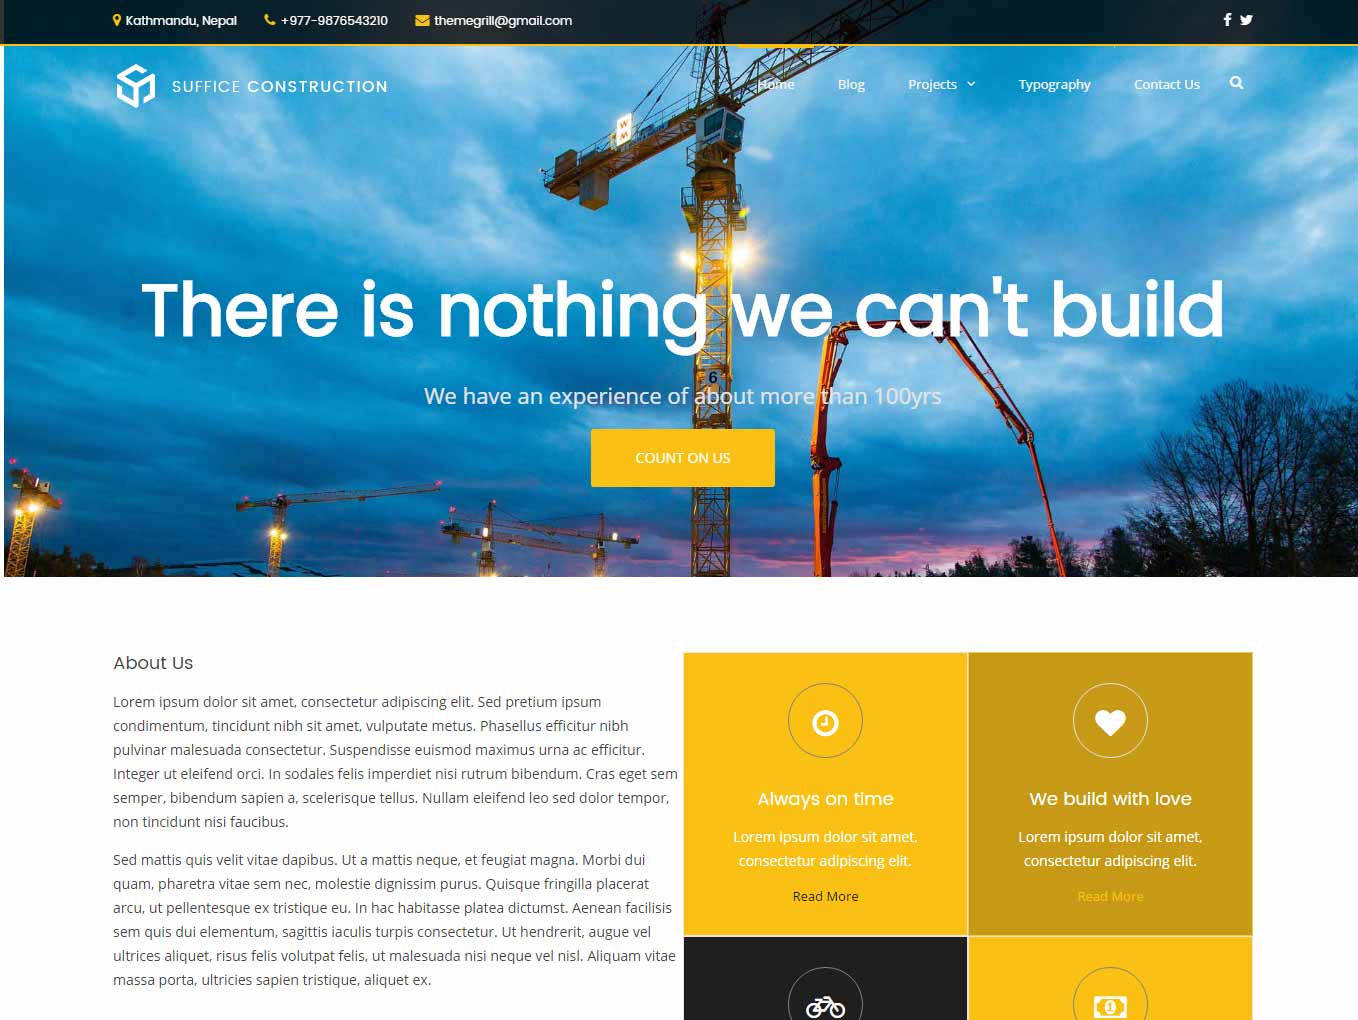 Kathmandu, Nepal +977-9876543210 themegrill@gmail.com
SUFFICE CONSTRUCTION
Home Blog Projects Typography Contact Us
W
M
There is nothing we can't build
6
We have an experience of about more than 100yrs
COUNT ON US
About Us
Lorem ipsum dolor sit amet, consectetur adipiscing elit. Sed pretium ipsum
condimentum, tincidunt nibh sit amet, vulputate metus. Phasellus efficitur nibh
pulvinar malesuada consectetur. Suspendisse euismod maximus urna ac efficitur.
Integer ut eleifend orci. In sodales felis imperdiet nisi rutrum bibendum. Cras eget sem
semper, bibendum sapien a, scelerisque tellus. Nullam eleifend leo sed dolor tempor,
non tincidunt nisi faucibus.
Sed mattis quis velit vitae dapibus. Ut a mattis neque, et feugiat magna. Morbi dui
quam, pharetra vitae sem nec, molestie dignissim purus. Quisque fringilla placerat
arcu, ut pellentesque ex tristique eu. In hac habitasse platea dictumst. Aenean facilisis
sem quis dui elementum, sagittis iaculis turpis consectetur. Ut hendrerit, augue vel
ultrices aliquet, risus felis volutpat felis, ut malesuada nisi neque vel nisl. Aliquam vitae
massa porta, ultricies sapien tristique, aliquet ex.
Always on time
Lorem ipsum dolor sit amet,
consectetur adipiscing elit.
Read More
We build with love
Lorem ipsum dolor sit amet,
consectetur adipiscing elit.
Read More
1